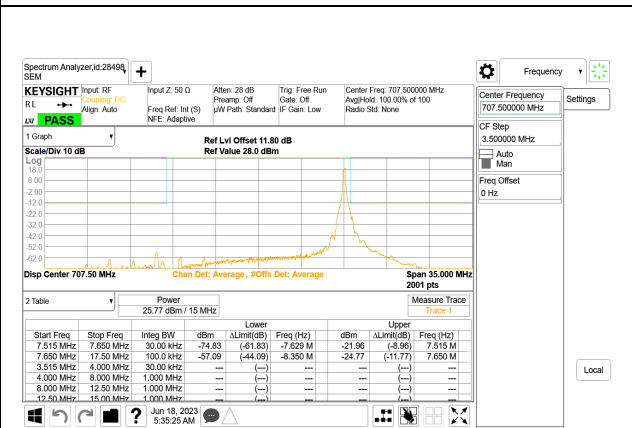 Spectrum Analyzer,id:28498,
SEM
Frequency
KEYSIGHT Input: RF Input Z: 50 Ω Atten: 28 dB Trig: Free Run Center Freq: 707.500000 MHz
RL Coupling: DC Preamp: Off Gate: Off Avg|Hold: 100.00% of 100
Align: Auto Freq Ref: Int (S) µW Path: Standard IF Gain: Low Radio Std: None
LXI PASS NFE: Adaptive
Center Frequency
707.500000 MHz
Settings
CF Step
3.500000 MHz
Auto
Man
Freq Offset
0 Hz
Local
1 Graph
Ref Lvl Offset 11.80 dB
Scale/Div 10 dB Ref Value 28.0 dBm
Log
18.0
8.00
-2.00
-12.0
-22.0
-32.0
-42.0
-52.0
-62.0
Disp Center 707.50 MHz Chan Det: Average , #Offs Det: Average Span 35.000 MHz
2001 pts
2 Table Power Measure Trace
25.77 dBm / 15 MHz Trace 1
Lower Upper
Start Freq Stop Freq Integ BW dBm ΔLimit(dB) Freq (Hz) dBm ΔLimit(dB) Freq (Hz)
7.515 MHz 7.650 MHz 30.00 kHz -74.83 (-61.83) -7.629 M -21.96 (-8.96) 7.515 M
7.650 MHz 17.50 MHz 100.0 kHz -57.09 (-44.09) -8.350 M -24.77 (-11.77) 7.650 M
3.515 MHz 4.000 MHz 30.00 kHz --- (---) --- --- (---) ---
4.000 MHz 8.000 MHz 1.000 MHz --- (---) --- --- (---) ---
8.000 MHz 12.50 MHz 1.000 MHz --- (---) --- --- (---) ---
12.50 MHz 15.00 MHz 1.000 MHz --- (---) --- --- (---) ---
? Jun 18, 2023
5:35:25 AM